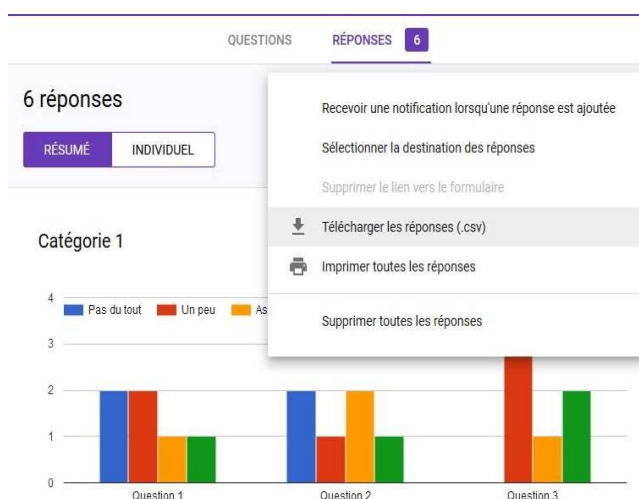 QUESTIONS RÉPONSES 6
6 réponses
RÉSUMÉ INDIVIDUEL
Recevoir une notification lorsqu'une réponse est ajoutée
Sélectionner la destination des réponses
Supprimer le lien vers le formulaire
Télécharger les réponses (.csv)
Imprimer toutes les réponses
Supprimer toutes les réponses
Catégorie 1
Pas du tout Un peu As
4
3
2
1
0
Question 1 Question 2 Question 3